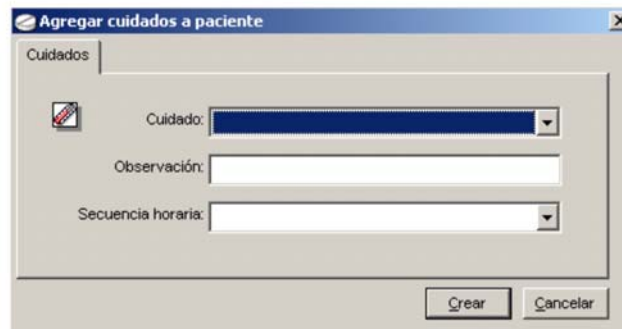 Agregar cuidados a paciente
Cuidados
Cuidado:
Observación:
Secuencia horaria:
Crear Cancelar